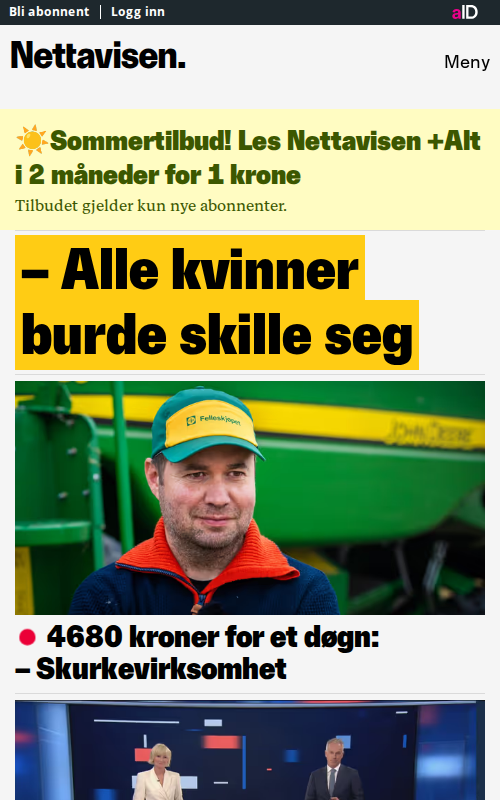 Bli abonnent
Logg inn
aID
Nettavisen.
Meny
☀️Sommertilbud! Les Nettavisen +Alt
i 2 måneder for 1 krone
Tilbudet gjelder kun nye abonnenter.
– Alle kvinner
burde skille seg
Felleskjøpet
John Deere
4680 kroner for et døgn:
– Skurkevirksomhet